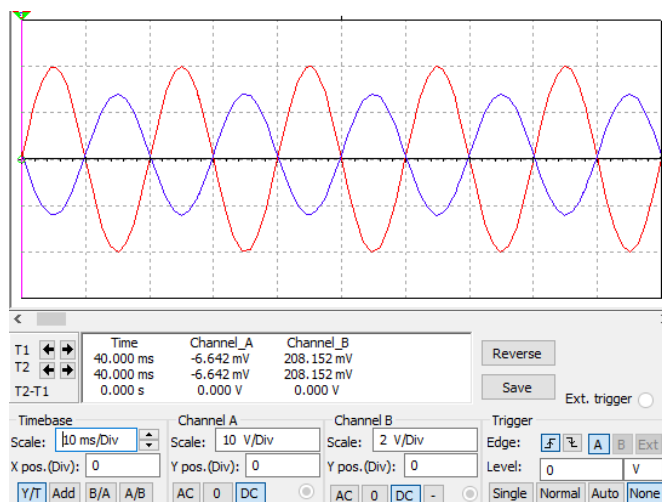 Time Channel_A Channel_B
T1 40.000 ms -6.642 mV 208.152 mV
T2 40.000 ms -6.642 mV 208.152 mV
T2-T1 0.000 s 0.000 V 0.000 V
Reverse
Save
Ext. trigger
Timebase
Scale: 10 ms/Div
X pos.(Div): 0
Y/T Add B/A A/B
Channel A
Scale: 10 V/Div
Y pos.(Div): 0
AC 0 DC
Channel B
Scale: 2 V/Div
Y pos.(Div): 0
AC 0 DC -
Trigger
Edge: A B Ext
Level: 0 V
Single Normal Auto None